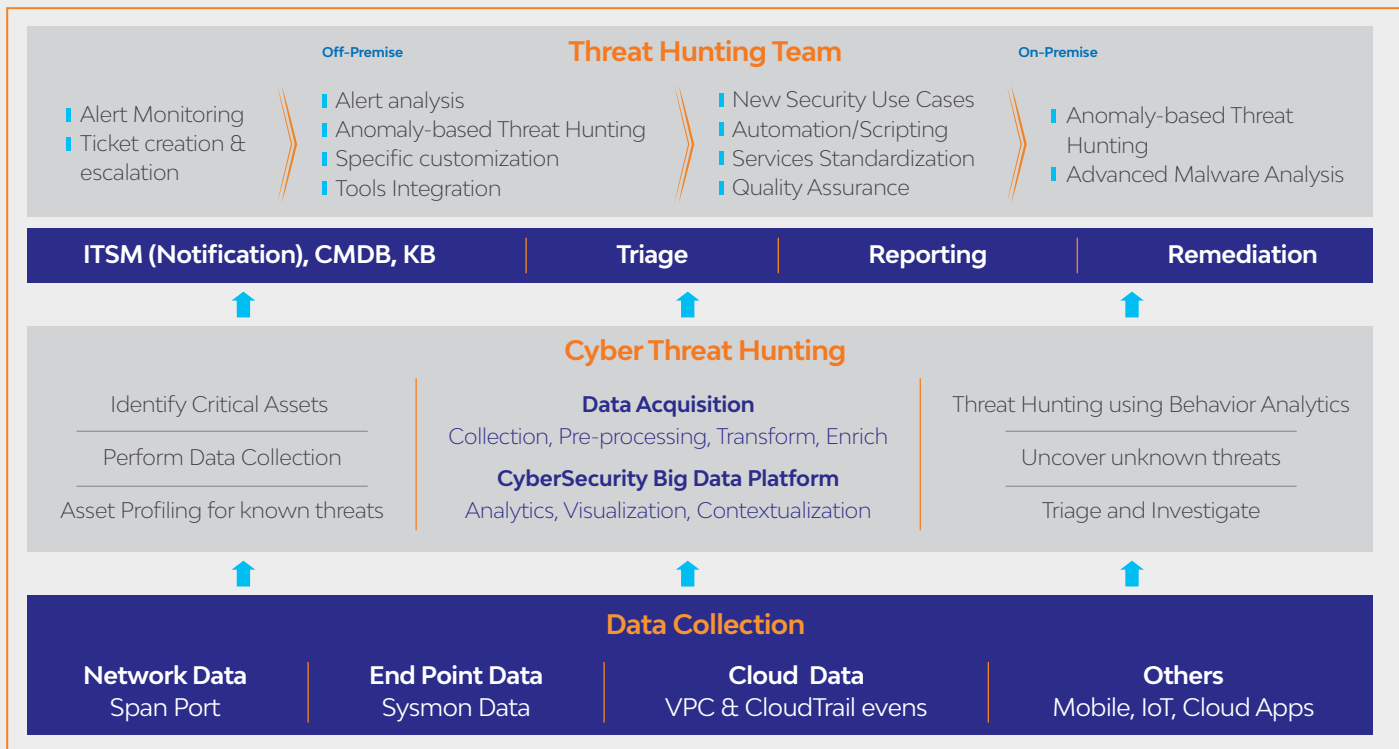 Off-Premise
Threat Hunting Team
On-Premise
Alert Monitoring
Ticket creation &
escalation
Alert analysis
Anomaly-based Threat Hunting
Specific customization
Tools Integration
New Security Use Cases
Automation/Scripting
Services Standardization
Quality Assurance
Anomaly-based Threat
Hunting
Advanced Malware Analysis
ITSM (Notification), CMDB, KB
Triage
Reporting
Remediation
Cyber Threat Hunting
Identify Critical Assets
Perform Data Collection
Asset Profiling for known threats
Data Acquisition
Collection, Pre-processing, Transform, Enrich
CyberSecurity Big Data Platform
Analytics, Visualization, Contextualization
Threat Hunting using Behavior Analytics
Uncover unknown threats
Triage and Investigate
Data Collection
Network Data
Span Port
End Point Data
Sysmon Data
Cloud Data
VPC & CloudTrail evens
Others
Mobile, IoT, Cloud Apps